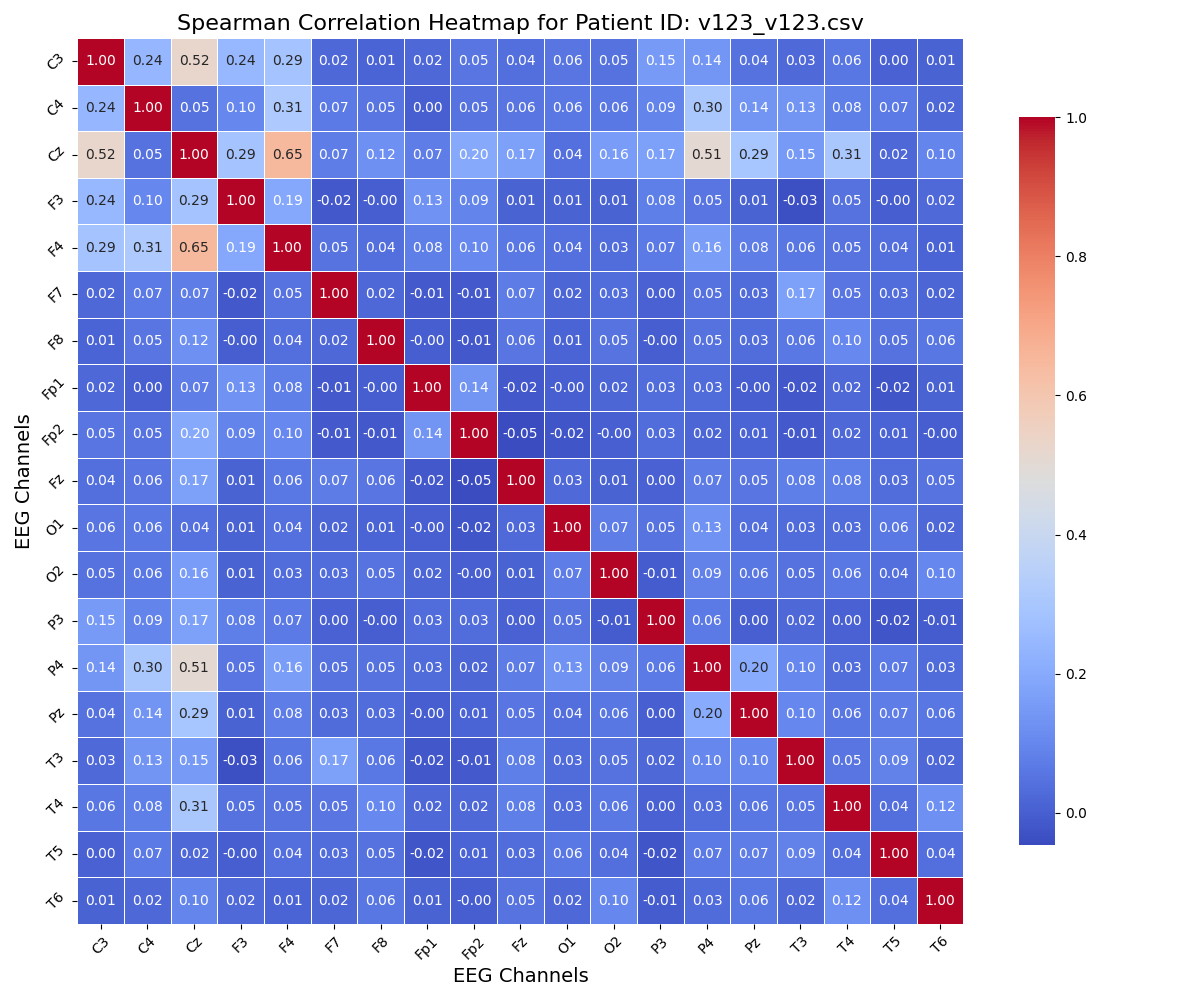 Spearman Correlation Heatmap for Patient ID: v123_v123.csv
EEG Channels
C3 1.00 0.24 0.52 0.24 0.29 0.02 0.01 0.02 0.05 0.04 0.06 0.05 0.15 0.14 0.04 0.03 0.06 0.00 0.01
C4 0.24 1.00 0.05 0.10 0.31 0.07 0.05 0.00 0.05 0.06 0.06 0.06 0.09 0.30 0.14 0.13 0.08 0.07 0.02
Cz 0.52 0.05 1.00 0.29 0.65 0.07 0.12 0.07 0.20 0.17 0.04 0.16 0.17 0.51 0.29 0.15 0.31 0.02 0.10
F3 0.24 0.10 0.29 1.00 0.19 -0.02 -0.00 0.13 0.09 0.01 0.01 0.01 0.08 0.05 0.01 -0.03 0.05 -0.00 0.02
F4 0.29 0.31 0.65 0.19 1.00 0.05 0.04 0.08 0.10 0.06 0.04 0.03 0.07 0.16 0.08 0.06 0.05 0.04 0.01
F7 0.02 0.07 0.07 -0.02 0.05 1.00 0.02 -0.01 -0.01 0.07 0.02 0.03 0.00 0.05 0.03 0.17 0.05 0.03 0.02
F8 0.01 0.05 0.12 -0.00 0.04 0.02 1.00 -0.00 -0.01 0.06 0.01 0.05 -0.00 0.05 0.03 0.06 0.10 0.05 0.06
Fp1 0.02 0.00 0.07 0.13 0.08 -0.01 -0.00 1.00 0.14 -0.02 -0.00 0.02 0.03 0.03 -0.00 -0.02 0.02 -0.02 0.01
Fp2 0.05 0.05 0.20 0.09 0.10 -0.01 -0.01 0.14 1.00 -0.05 -0.02 -0.00 0.03 0.02 0.01 -0.01 0.02 0.01 -0.00
Fz 0.04 0.06 0.17 0.01 0.06 0.07 0.06 -0.02 -0.05 1.00 0.03 0.01 0.00 0.07 0.05 0.08 0.08 0.03 0.05
O1 0.06 0.06 0.04 0.01 0.04 0.02 0.01 -0.00 -0.02 0.03 1.00 0.07 0.05 0.13 0.04 0.03 0.03 0.06 0.02
O2 0.05 0.06 0.16 0.01 0.03 0.03 0.05 0.02 -0.00 0.01 0.07 1.00 -0.01 0.09 0.06 0.05 0.06 0.04 0.10
P3 0.15 0.09 0.17 0.08 0.07 0.00 -0.00 0.03 0.03 0.00 0.05 -0.01 1.00 0.06 0.00 0.02 0.00 -0.02 -0.01
P4 0.14 0.30 0.51 0.05 0.16 0.05 0.05 0.03 0.02 0.07 0.13 0.09 0.06 1.00 0.20 0.10 0.03 0.07 0.03
Pz 0.04 0.14 0.29 0.01 0.08 0.03 0.03 -0.00 0.01 0.05 0.04 0.06 0.00 0.20 1.00 0.10 0.06 0.07 0.06
T3 0.03 0.13 0.15 -0.03 0.06 0.17 0.06 -0.02 -0.01 0.08 0.03 0.05 0.02 0.10 0.10 1.00 0.05 0.09 0.02
T4 0.06 0.08 0.31 0.05 0.05 0.05 0.10 0.02 0.02 0.08 0.03 0.06 0.00 0.03 0.06 0.05 1.00 0.04 0.12
T5 0.00 0.07 0.02 -0.00 0.04 0.03 0.05 -0.02 0.01 0.03 0.06 0.04 -0.02 0.07 0.07 0.09 0.04 1.00 0.04
T6 0.01 0.02 0.10 0.02 0.01 0.02 0.06 0.01 -0.00 0.05 0.02 0.10 -0.01 0.03 0.06 0.02 0.12 0.04 1.00
C3 C4 Cz F3 F4 F7 F8 Fp1 Fp2 Fz O1 O2 P3 P4 Pz T3 T4 T5 T6
EEG Channels
1.0
0.8
0.6
0.4
0.2
0.0